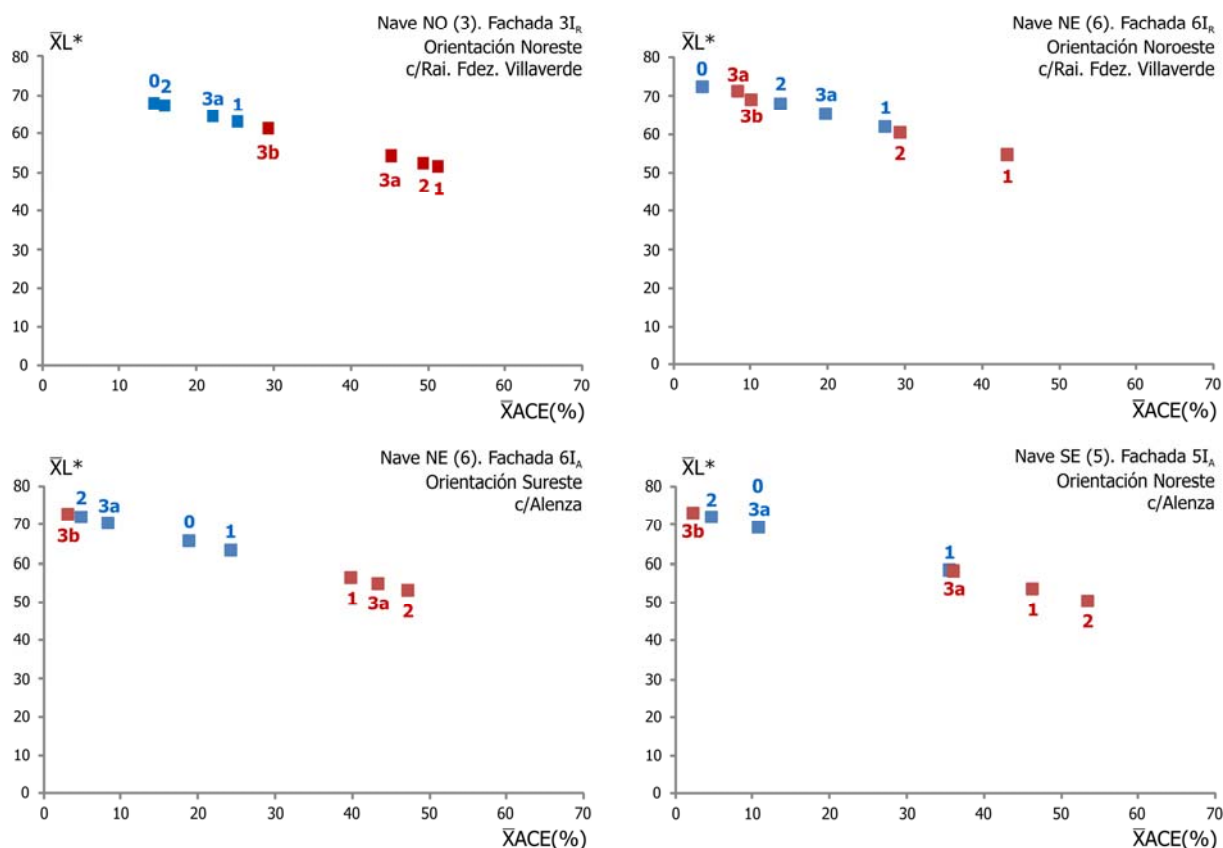 Nave NO (3). Fachada 3I_R
Orientación Noreste
c/Rai. Fdez. Villaverde
X̅L*
80
70
60
50
40
30
20
10
0
0 2
3a 1
3b
3a 2 1
0 10 20 30 40 50 60 70
X̅ACE(%)
Nave NE (6). Fachada 6I_R
Orientación Noroeste
c/Rai. Fdez. Villaverde
X̅L*
80
70
60
50
40
30
20
10
0
0 3a 2 3a 1
3b 2 1
0 10 20 30 40 50 60 70
X̅ACE(%)
Nave NE (6). Fachada 6I_A
Orientación Sureste
c/Alenza
X̅L*
80
70
60
50
40
30
20
10
0
2 3a 0 1
3b 1 3a 2
0 10 20 30 40 50 60 70
X̅ACE(%)
Nave SE (5). Fachada 5I_A
Orientación Noreste
c/Alenza
X̅L*
80
70
60
50
40
30
20
10
0
0
2 3a 1
3b 3a 1 2
0 10 20 30 40 50 60 70
X̅ACE(%)